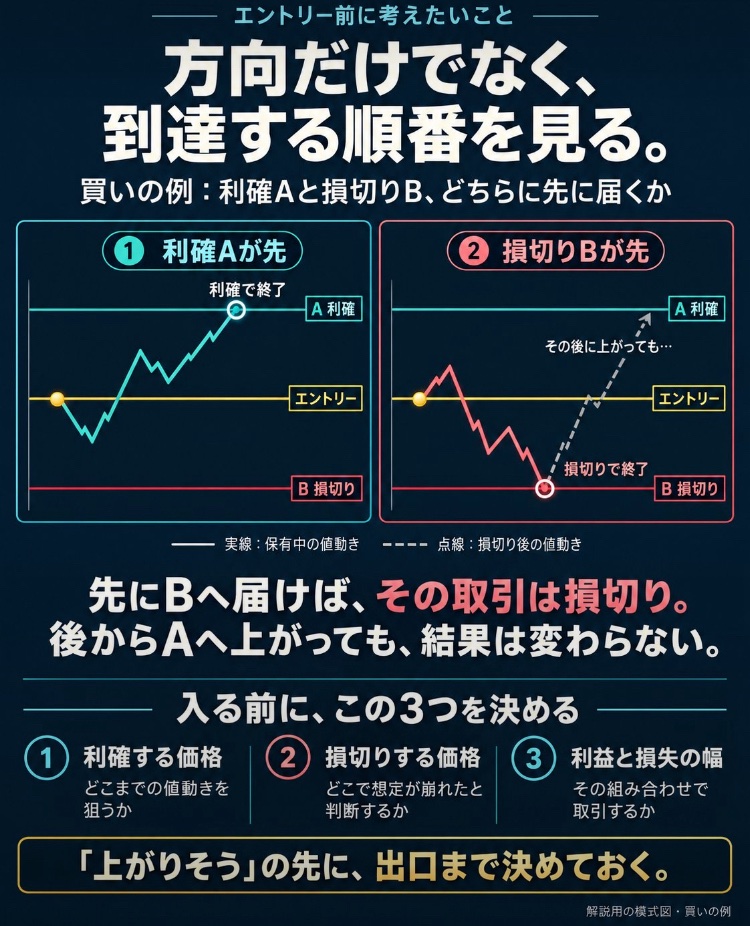 エントリー前に考えたいこと
方向だけでなく、
到達する順番を見る。
買いの例：利確Aと損切りB、どちらに先に届くか
1 利確Aが先
利確で終了
A 利確
エントリー
B 損切り
2 損切りBが先
A 利確
その後に上がっても…
エントリー
損切りで終了
B 損切り
実線：保有中の値動き
点線：損切り後の値動き
先にBへ届けば、その取引は損切り。
後からAへ上がっても、結果は変わらない。
入る前に、この3つを決める
1 利確する価格
どこまでの値動きを
狙うか
2 損切りする価格
どこで想定が崩れたと
判断するか
3 利益と損失の幅
その組み合わせで
取引するか
「上がりそう」の先に、出口まで決めておく。
解説用の模式図・買いの例